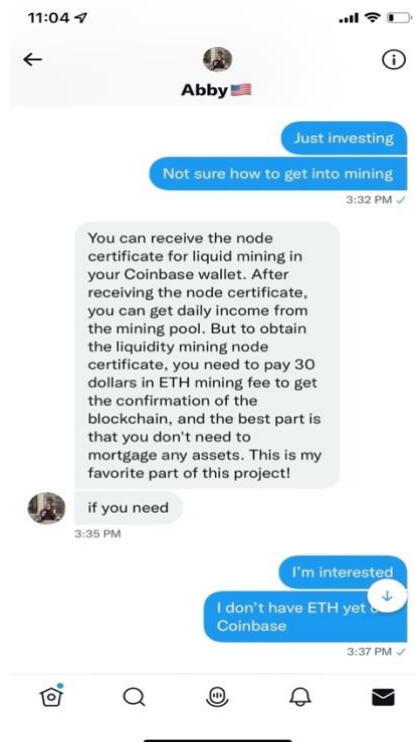 11:04
Abby🇺🇸
Just investing
Not sure how to get into mining
3:32 PM ✓
You can receive the node
certificate for liquid mining in
your Coinbase wallet. After
receiving the node certificate,
you can get daily income from
the mining pool. But to obtain
the liquidity mining node
certificate, you need to pay 30
dollars in ETH mining fee to get
the confirmation of the
blockchain, and the best part is
that you don't need to
mortgage any assets. This is my
favorite part of this project!
if you need
3:35 PM
I'm interested
I don't have ETH yet
Coinbase
3:37 PM ✓